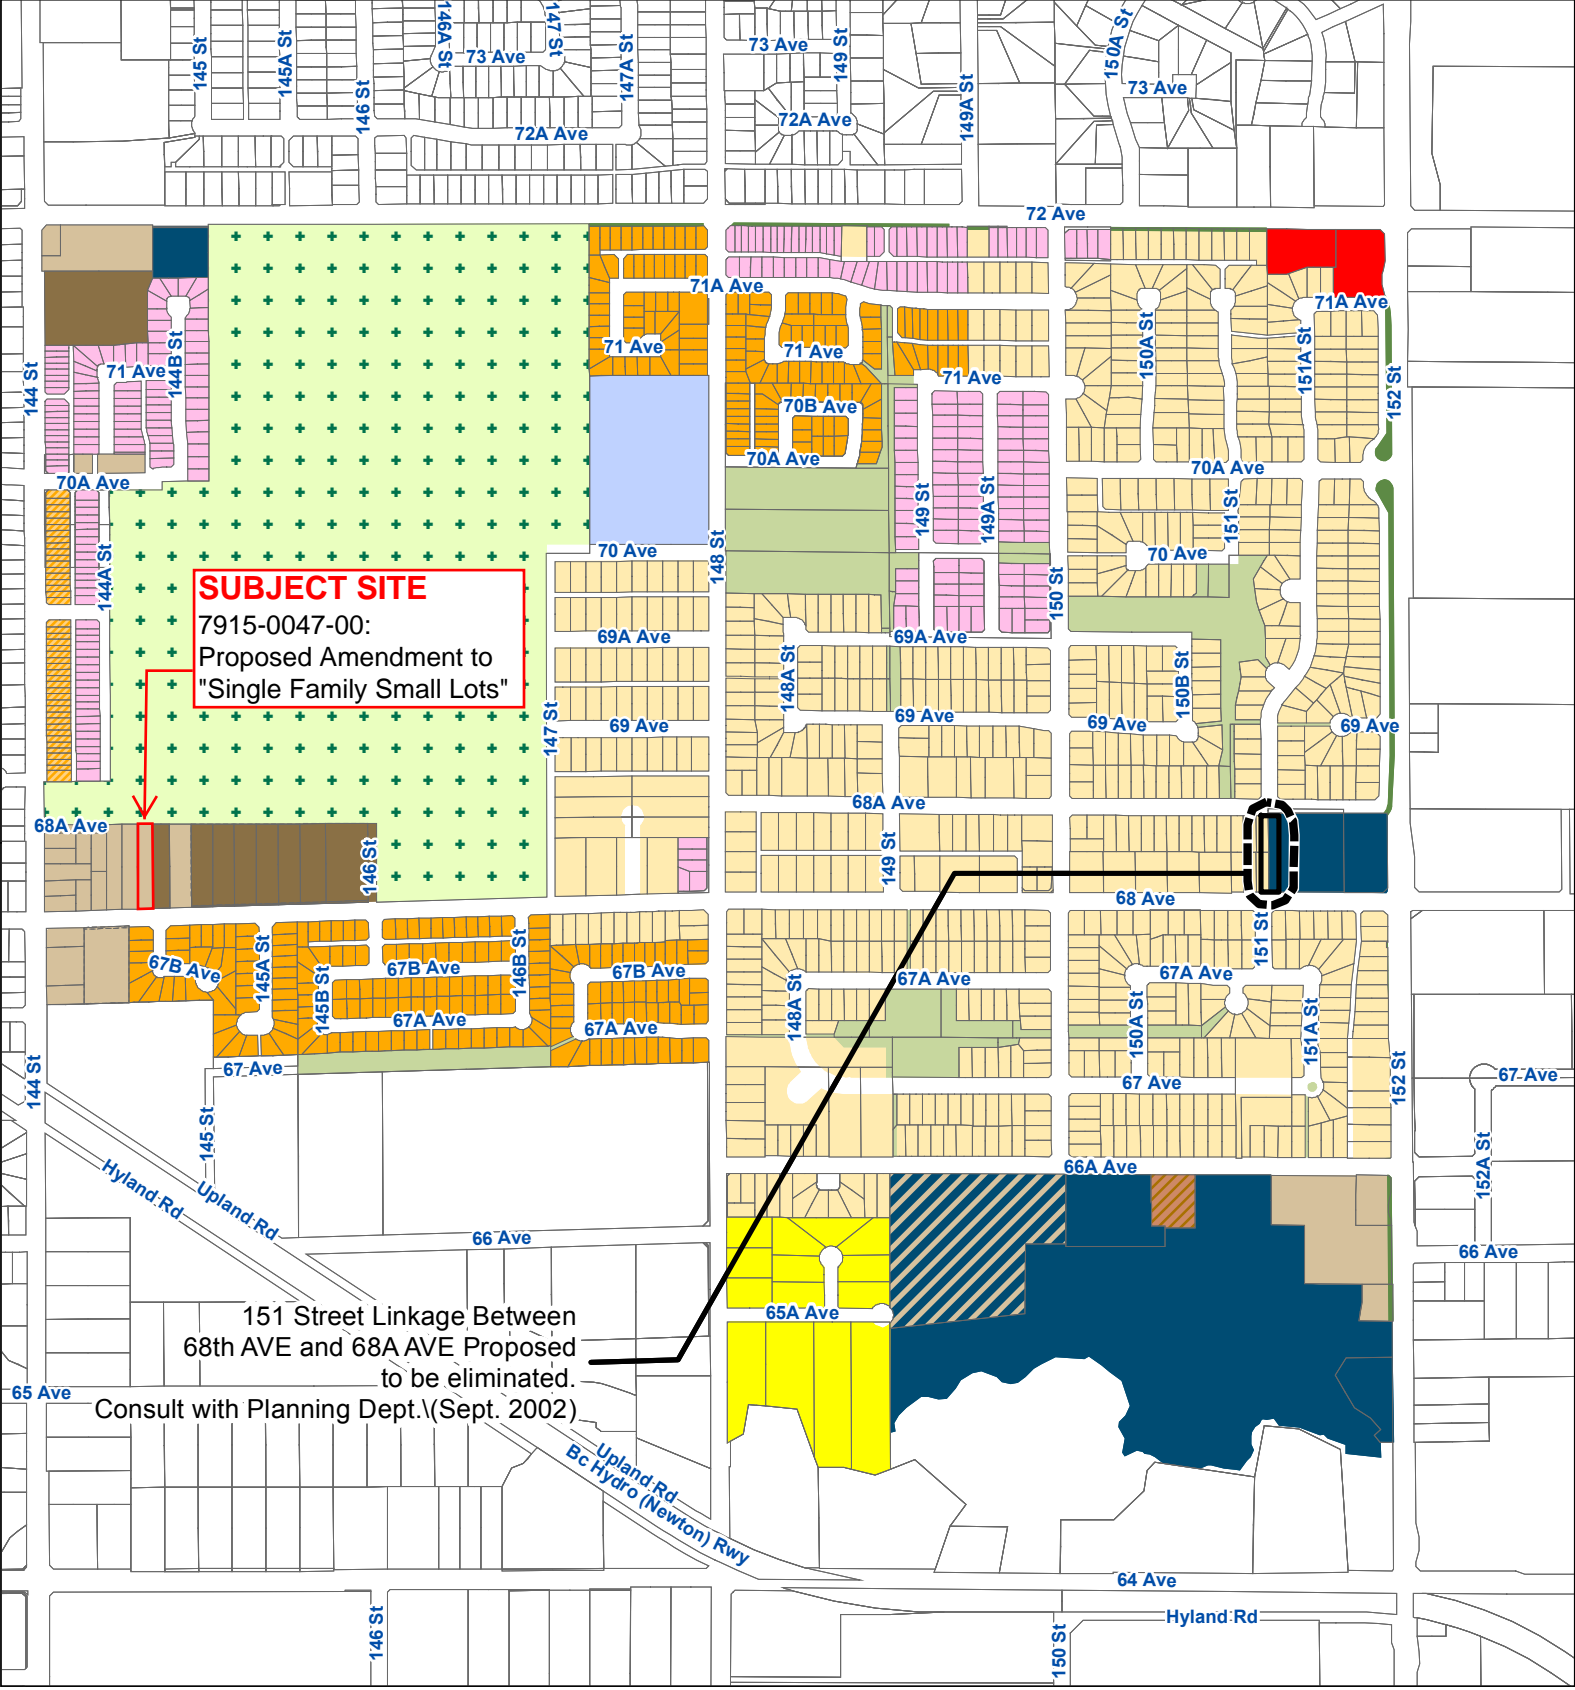 145 St
145A St
146 St
146A St
73 Ave
147 St
147A St
72A Ave
73 Ave
149 St
72A Ave
149A St
150A St
73 Ave
72 Ave
71A Ave
71 Ave
71 Ave
71A Ave
144 St
71 Ave
144B St
70B Ave
71 Ave
150A St
151A St
152 St
70A Ave
70A Ave
70A Ave
149 St
149A St
151 St
144A St
70 Ave
148 St
70 Ave
150 St
SUBJECT SITE
7915-0047-00:
Proposed Amendment to
"Single Family Small Lots"
69A Ave
69A Ave
148A St
150B St
147 St
69 Ave
69 Ave
69 Ave
69 Ave
68A Ave
68A Ave
146 St
149 St
68 Ave
151 St
67B Ave
145A St
145B St
67B Ave
146B St
67B Ave
67A Ave
67A Ave
148A St
67A Ave
67A Ave
150A St
151A St
144 St
67 Ave
67 Ave
152 St
67 Ave
145 St
152A St
66A Ave
Hyland Rd
Upland Rd
66 Ave
66 Ave
65A Ave
151 Street Linkage Between
68th AVE and 68A AVE Proposed
to be eliminated.
Consult with Planning Dept.\(Sept. 2002)
65 Ave
Upland Rd
Bc Hydro (Newton) Rwy
64 Ave
Hyland Rd
146 St
150 St